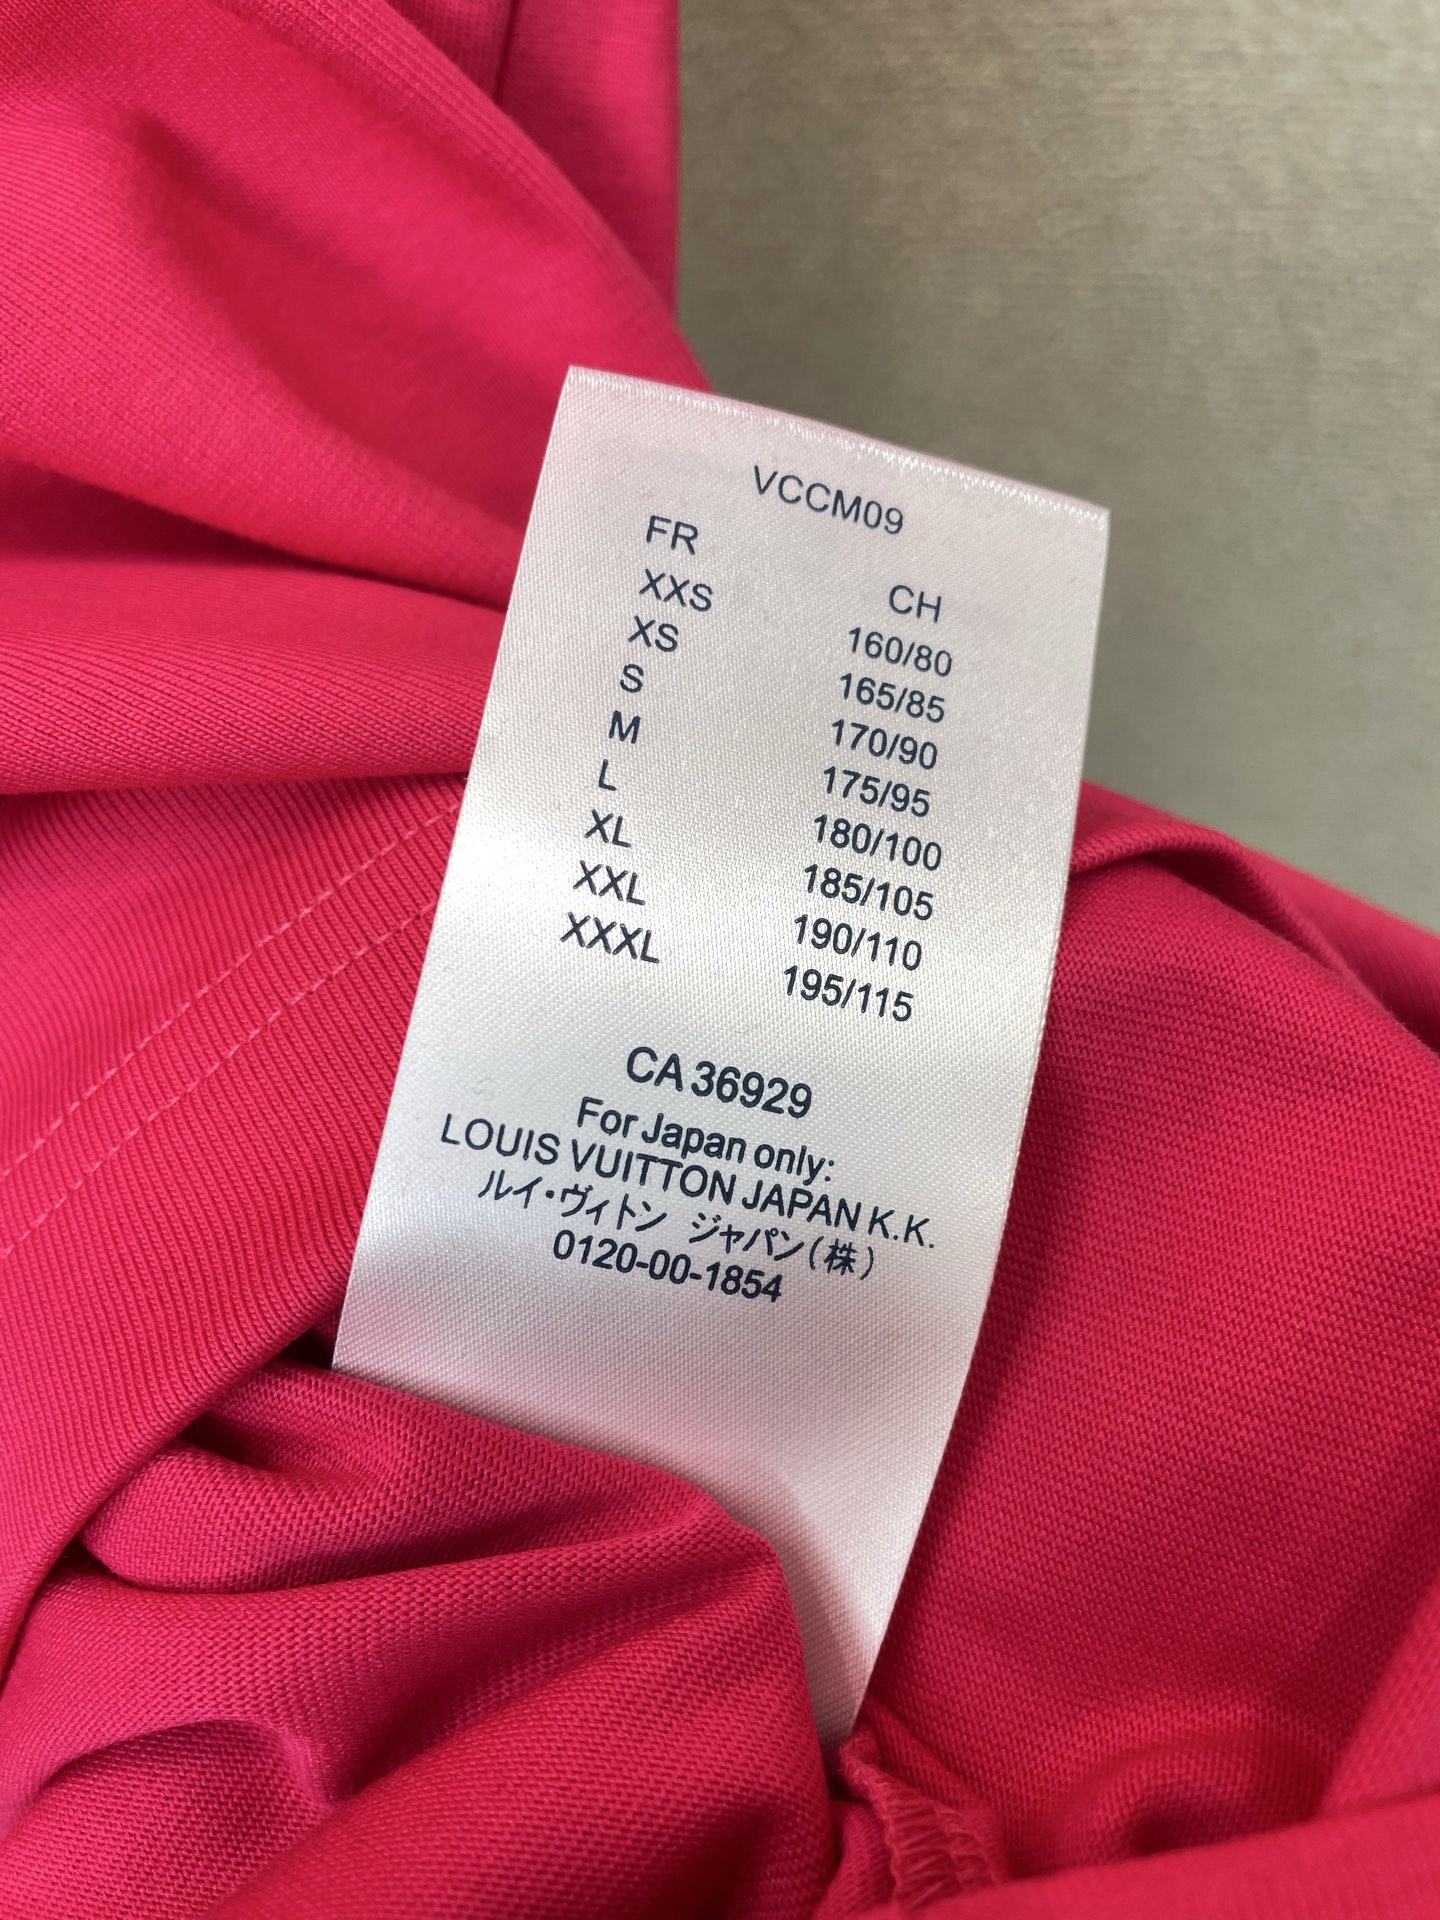 VCCM09
FR CH
XXS 160/80
XS 165/85
S 170/90
M 175/95
L 180/100
XL 185/105
XXL 190/110
XXXL 195/115
CA 36929
For Japan only:
LOUIS VUITTON JAPAN K.K.
ルイ・ヴィトン ジャパン(株)
0120-00-1854